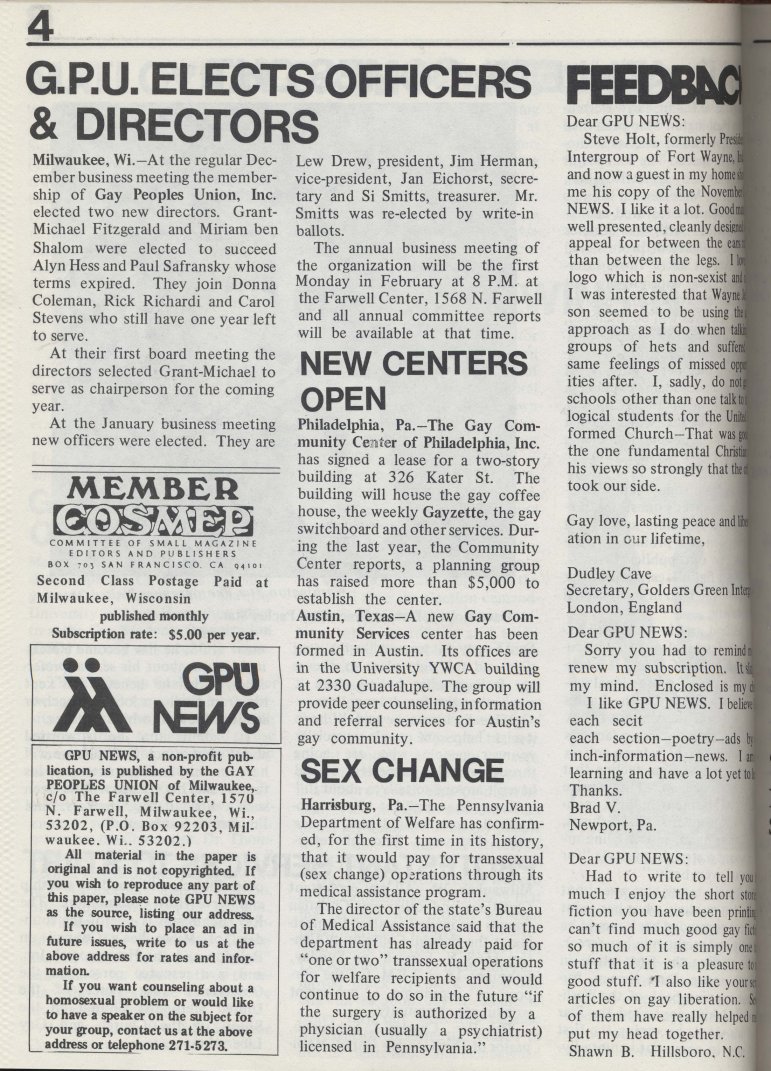 4
G.P.U. ELECTS OFFICERS
& DIRECTORS
Milwaukee, Wi.—At the regular Dec-
ember business meeting the member-
ship of Gay Peoples Union, Inc.
elected two new directors. Grant-
Michael Fitzgerald and Miriam ben
Shalom were elected to succeed
Alyn Hess and Paul Safransky whose
terms expired. They join Donna
Coleman, Rick Richardi and Carol
Stevens who still have one year left
to serve.
At their first board meeting the
directors selected Grant-Michael to
serve as chairperson for the coming
year.
At the January business meeting
new officers were elected. They are
Lew Drew, president, Jim Herman,
vice-president, Jan Eichorst, secre-
tary and Si Smitts, treasurer. Mr.
Smitts was re-elected by write-in
ballots.
The annual business meeting of
the organization will be the first
Monday in February at 8 P.M. at
the Farwell Center, 1568 N. Farwell
and all annual committee reports
will be available at that time.
MEMBER
COSMEP
COMMITTEE OF SMALL MAGAZINE
EDITORS AND PUBLISHERS
BOX 703 SAN FRANCISCO. CA 94101
Second Class Postage Paid at
Milwaukee, Wisconsin
published monthly
Subscription rate: $5.00 per year.
GPU
NEWS
GPU NEWS, a non-profit pub-
lication, is published by the GAY
PEOPLES UNION of Milwaukee,
c/o The Farwell Center, 1570
N. Farwell, Milwaukee, Wi.,
53202, (P.O. Box 92203, Mil-
waukee. Wi.. 53202.)
All material in the paper is
original and is not copyrighted. If
you wish to reproduce any part of
this paper, please note GPU NEWS
as the source, listing our address.
If you wish to place an ad in
future issues, write to us at the
above address for rates and infor-
mation.
If you want counseling about a
homosexual problem or would like
to have a speaker on the subject for
your group, contact us at the above
address or telephone 271-5273.
NEW CENTERS
OPEN
Philadelphia, Pa.—The Gay Com-
munity Center of Philadelphia, Inc.
has signed a lease for a two-story
building at 326 Kater St. The
building will house the gay coffee
house, the weekly Gayzette, the gay
switchboard and other services. Dur-
ing the last year, the Community
Center reports, a planning group
has raised more than $5,000 to
establish the center.
Austin, Texas—A new Gay Com-
munity Services center has been
formed in Austin. Its offices are
in the University YWCA building
at 2330 Guadalupe. The group will
provide peer counseling, information
and referral services for Austin's
gay community.
SEX CHANGE
Harrisburg, Pa.—The Pennsylvania
Department of Welfare has confirm-
ed, for the first time in its history,
that it would pay for transsexual
(sex change) operations through its
medical assistance program.
The director of the state's Bureau
of Medical Assistance said that the
department has already paid for
"one or two" transsexual operations
for welfare recipients and would
continue to do so in the future "if
the surgery is authorized by a
physician (usually a psychiatrist)
licensed in Pennsylvania."
FEEDBAC
Dear GPU NEWS:
Steve Holt, formerly
Intergroup of Fort Wayne,
and now a guest in my home
me his copy of the November
NEWS. I like it a lot. Good
well presented, cleanly designed
appeal for between the ears
than between the legs. I
logo which is non-sexist
I was interested that Wayne
son seemed to be using the
approach as I do when
groups of hets and
same feelings of missed
ities after. I, sadly, do not
schools other than one talk to
logical students for the
formed Church—That was
the one fundamental
his views so strongly that the
took our side.
Gay love, lasting peace and
ation in our lifetime,
Dudley Cave
Secretary, Golders Green
London, England
Dear GPU NEWS:
Sorry you had to remind
renew my subscription. It
my mind. Enclosed is my
I like GPU NEWS. I believe
each secit
each section—poetry—ads by
inch-information—news. I
learning and have a lot yet to
Thanks.
Brad V.
Newport, Pa.
Dear GPU NEWS:
Had to write to tell you
much I enjoy the short
fiction you have been
can't find much good gay
so much of it is simply one
stuff that it is a pleasure to
good stuff. I also like your
articles on gay liberation.
of them have really helped
put my head together.
Shawn B. Hillsboro, N.C.